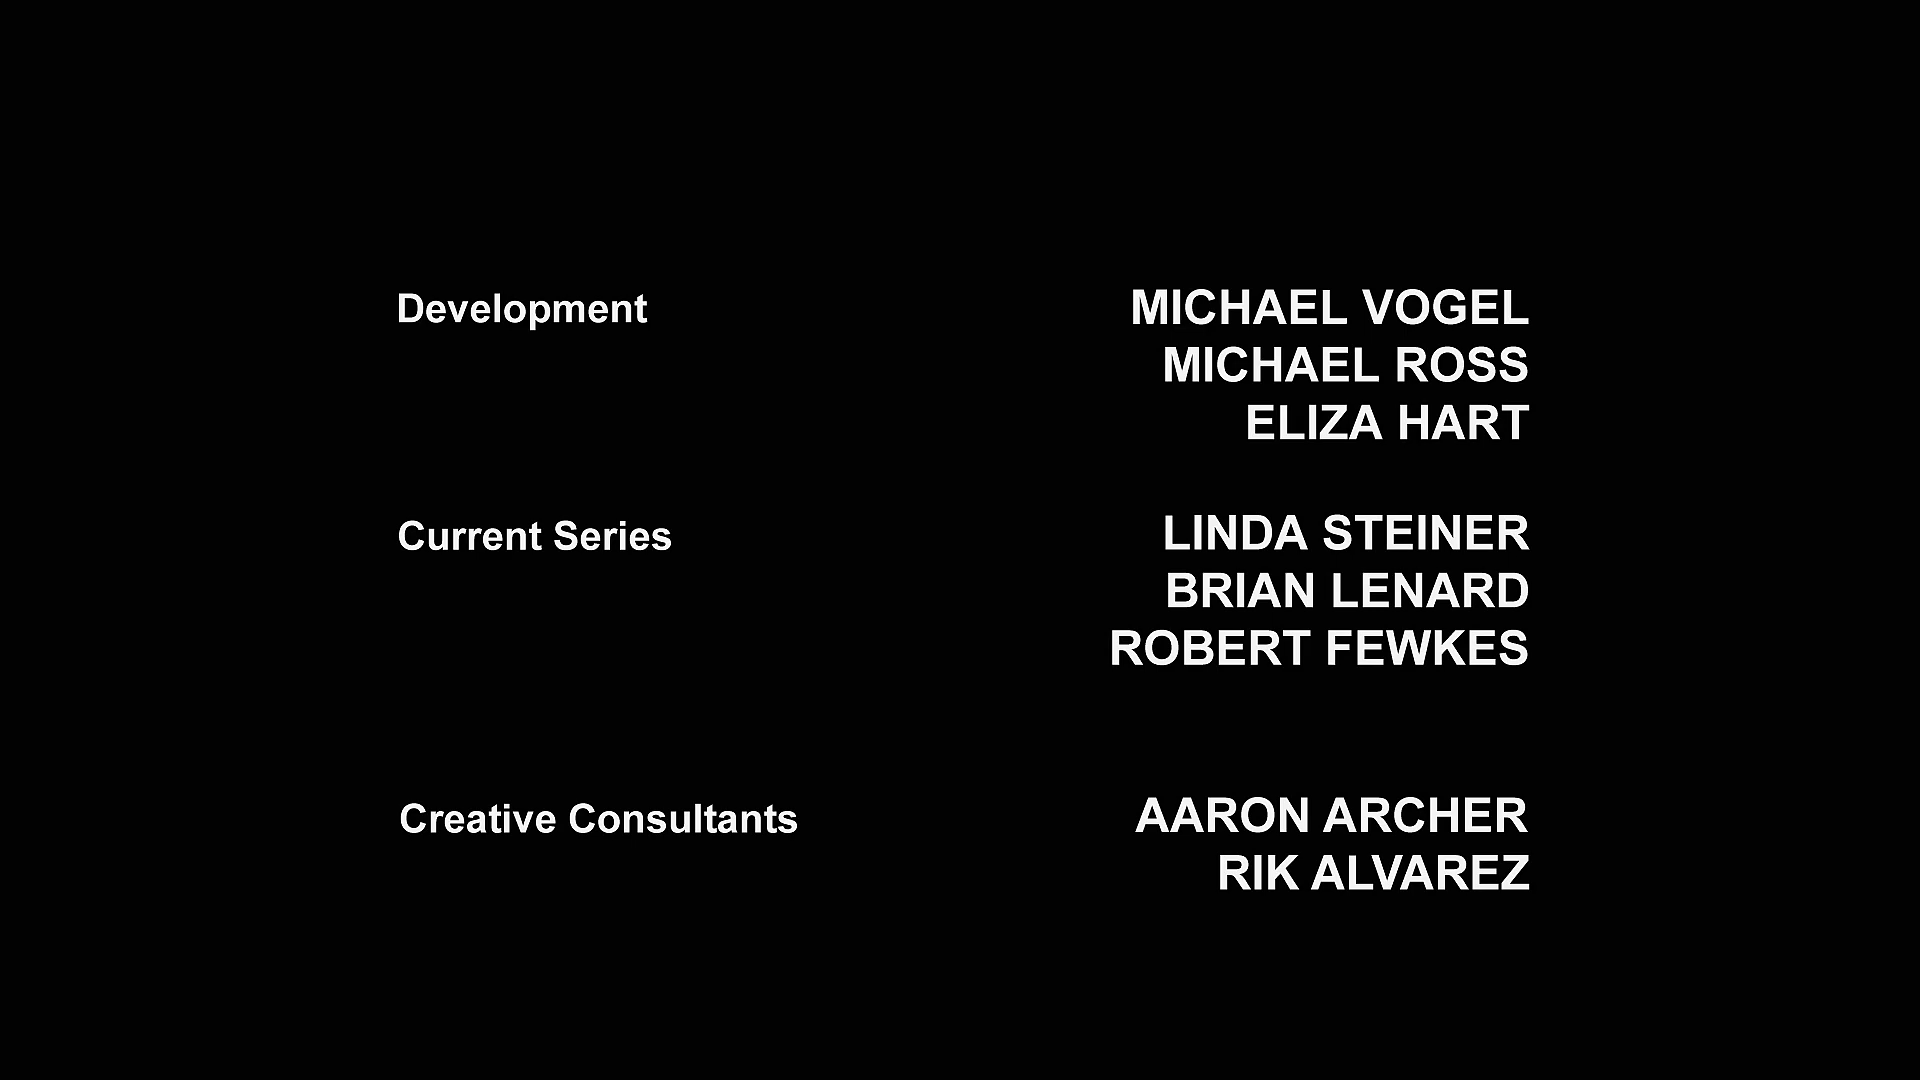 Development MICHAEL VOGEL
MICHAEL ROSS
ELIZA HART
Current Series LINDA STEINER
BRIAN LENARD
ROBERT FEWKES
Creative Consultants AARON ARCHER
RIK ALVAREZ